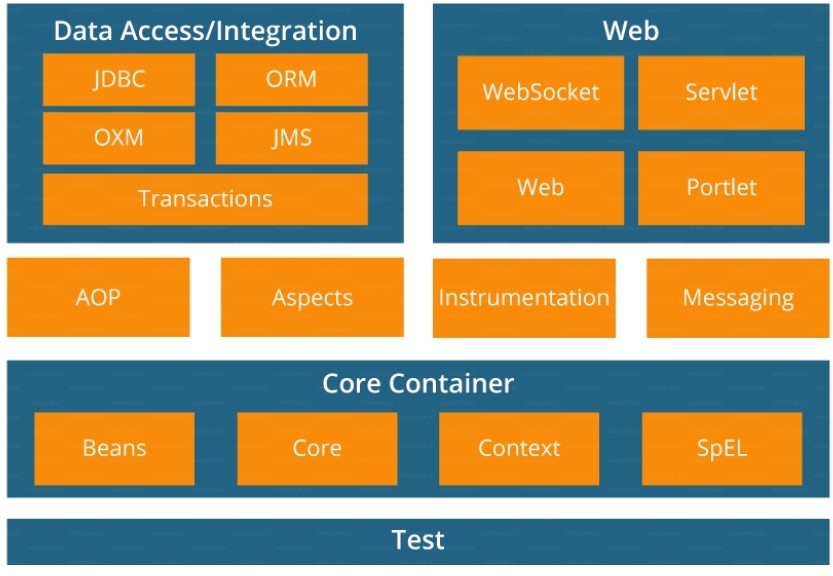 Data Access/Integration
JDBC ORM
OXM JMS
Transactions
Web
WebSocket Servlet
Web Portlet
AOP Aspects Instrumentation Messaging
Core Container
Beans Core Context SpEL
Test